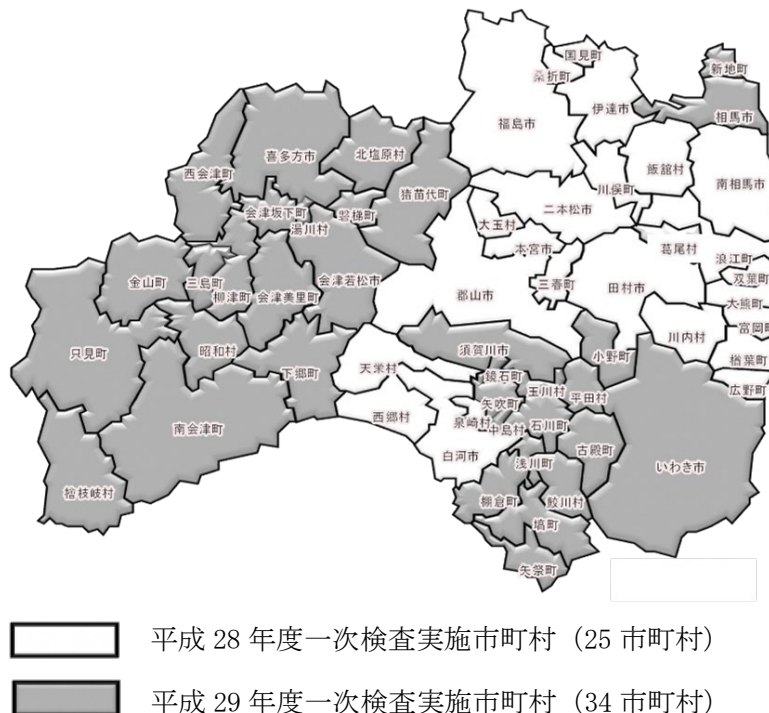 国見町
桑折町
新地町
伊達市
相馬市
福島市
喜多方市
北塩原村
飯舘村
西会津町
猪苗代町
川俣町
南相馬市
会津坂下町
磐梯町
二本松市
湯川村
大玉村
本宮市
葛尾村
浪江町
双葉町
金山町
三島町
会津若松市
三春町
田村市
柳津町
会津美里町
郡山市
大熊町
富岡町
川内村
只見町
昭和村
須賀川市
小野町
楢葉町
下郷町
天栄村
鏡石町
玉川村
平田村
広野町
矢吹町
南会津町
西郷村
泉崎村
中島村
石川町
古殿町
白河市
浅川町
いわき市
檜枝岐村
棚倉町
鮫川村
塙町
矢祭町
平成 28 年度一次検査実施市町村（25 市町村）
平成 29 年度一次検査実施市町村（34 市町村）